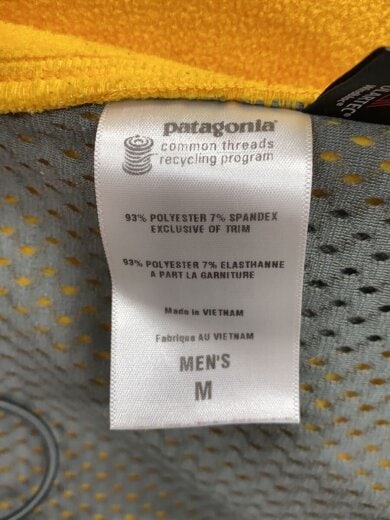 patagonia®
common threads
recycling program
93% POLYESTER 7% SPANDEX
EXCLUSIVE OF TRIM
93% POLYESTER 7% ELASTHANNE
A PART LA GARNITURE
Made in VIETNAM
Fabrique AU VIETNAM
MEN'S
M